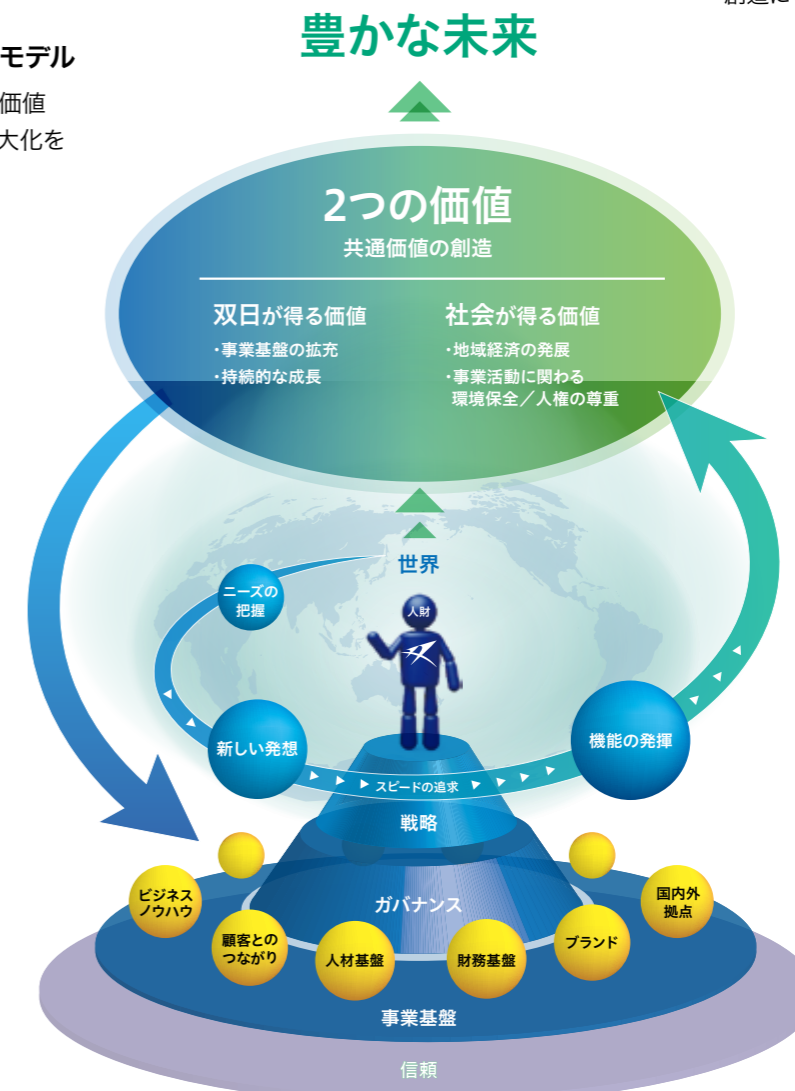 創造に
豊かな未来
モデル
価値
大化を
2つの価値
共通価値の創造
双日が得る価値
・事業基盤の拡充
・持続的な成長
社会が得る価値
・地域経済の発展
・事業活動に関わる
環境保全／人権の尊重
世界
ニーズの
把握
人財
新しい発想
機能の発揮
スピードの追求
戦略
ガバナンス
ビジネス
ノウハウ
顧客との
つながり
人材基盤
財務基盤
ブランド
国内外
拠点
事業基盤
信頼